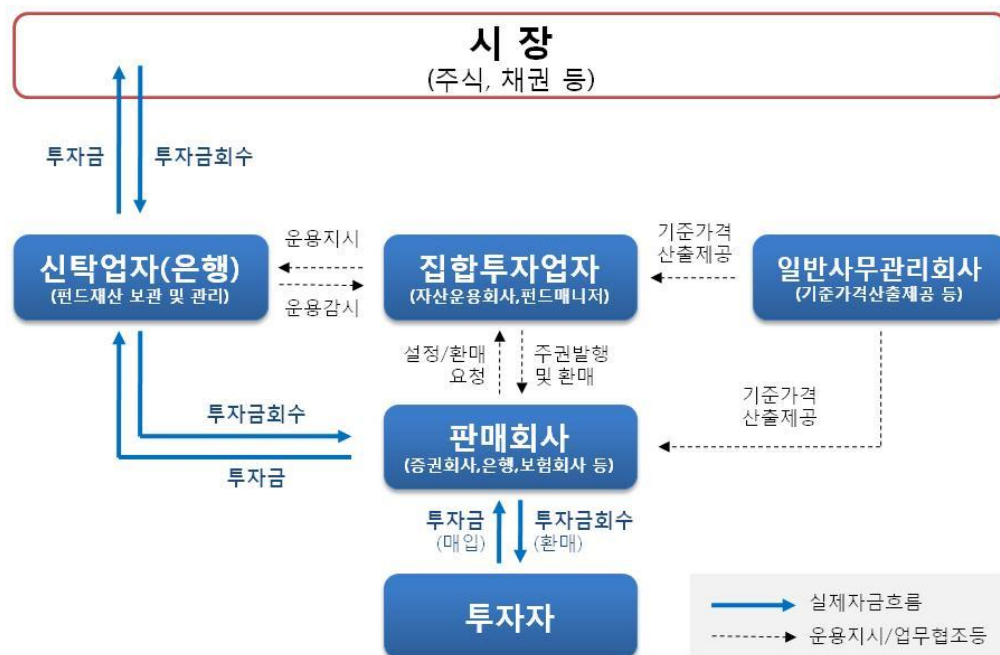 시 장
(주식, 채권 등)
투자금
투자금회수
신탁업자(은행)
(펀드재산 보관 및 관리)
운용지시
운용감시
집합투자업자
(자산운용회사,펀드매니저)
기준가격
산출제공
일반사무관리회사
(기준가격산출제공 등)
설정/환매
요청
주권발행
및 환매
기준가격
산출제공
투자금회수
투자금
판매회사
(증권회사,은행,보험회사 등)
투자금
(매입)
투자금회수
(환매)
투자자
실제자금흐름
운용지시/업무협조등